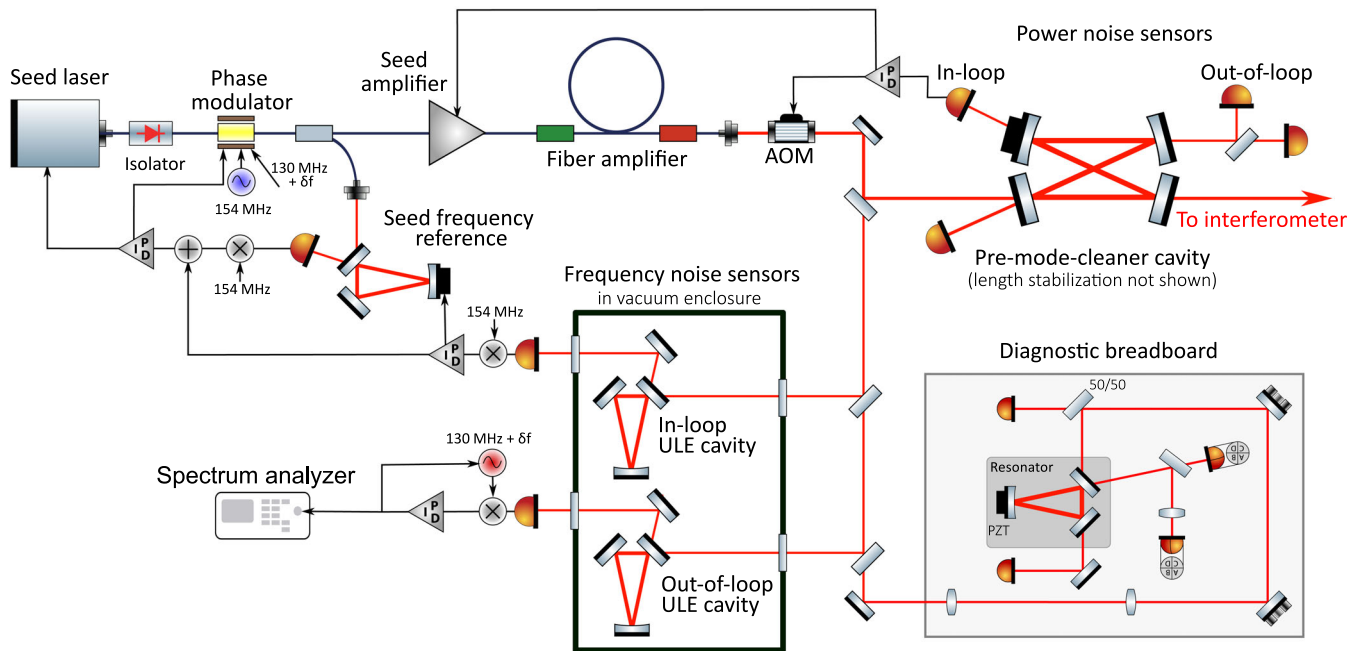 Seed laser
Phase
modulator
Isolator
154 MHz
130 MHz
+ δf
Seed
amplifier
Fiber amplifier
AOM
I P D
Power noise sensors
In-loop
Out-of-loop
To interferometer
Pre-mode-cleaner cavity
(length stabilization not shown)
Seed frequency
reference
I P D
154 MHz
Frequency noise sensors
in vacuum enclosure
154 MHz
I P D
In-loop
ULE cavity
Spectrum analyzer
130 MHz + δf
I P D
Out-of-loop
ULE cavity
Diagnostic breadboard
50/50
Resonator
PZT
A B
C D
A B
C D